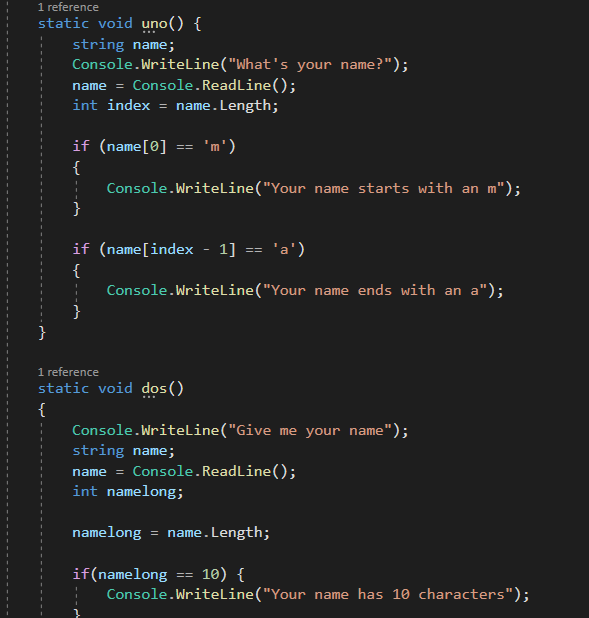 1 reference
static void uno() {
string name;
Console.WriteLine("What's your name?");
name = Console.ReadLine();
int index = name.Length;
if (name[0] == 'm')
{
Console.WriteLine("Your name starts with an m");
}
if (name[index - 1] == 'a')
{
Console.WriteLine("Your name ends with an a");
}
}
1 reference
static void dos()
{
Console.WriteLine("Give me your name");
string name;
name = Console.ReadLine();
int namelong;
namelong = name.Length;
if(namelong == 10) {
Console.WriteLine("Your name has 10 characters");
}